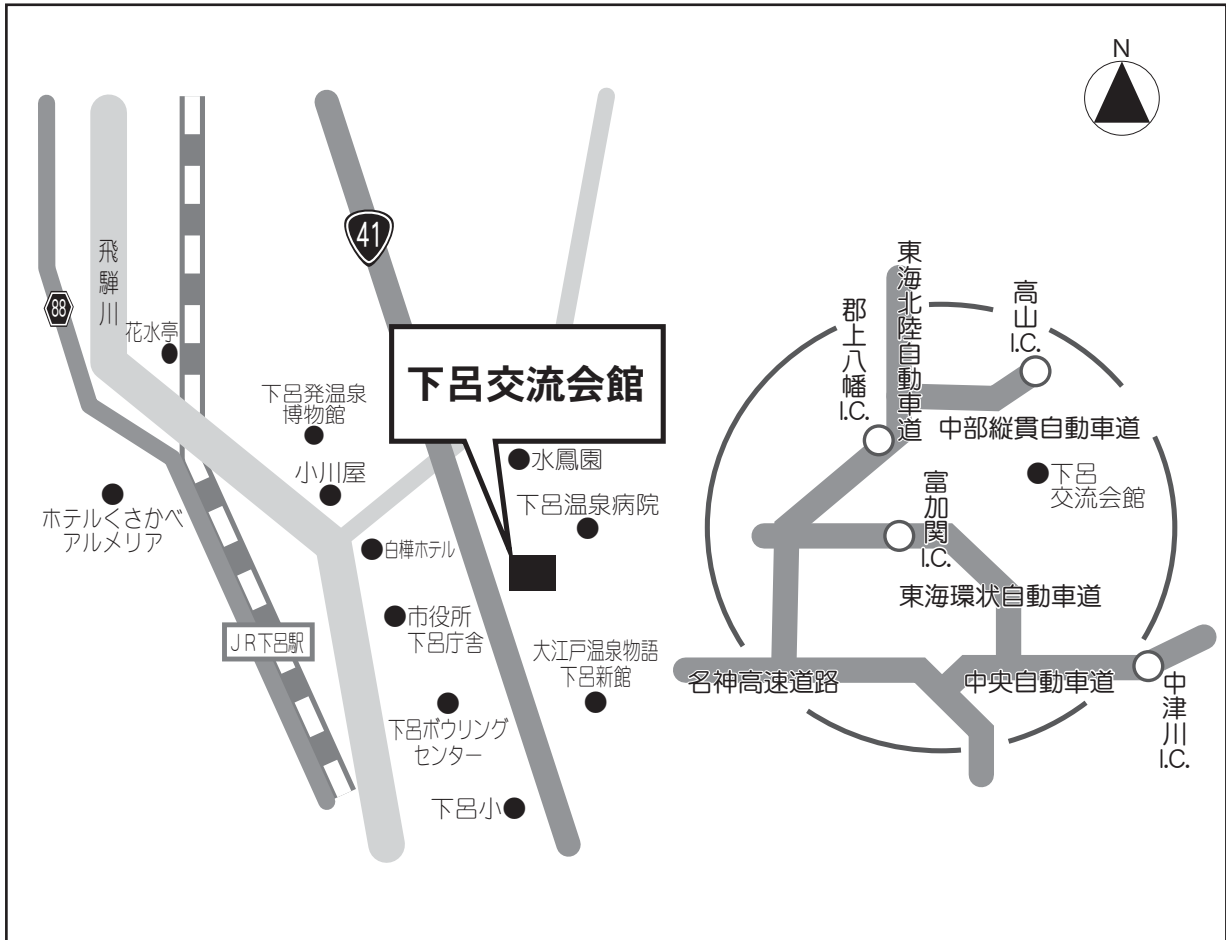 N
41
飛騨川
88
花水亭
下呂発温泉
博物館
下呂交流会館
小川屋
水鳳園
ホテルくさかべ
アルメリア
下呂温泉病院
白樺ホテル
市役所
下呂庁舎
JR下呂駅
大江戸温泉物語
下呂新館
下呂ボウリング
センター
下呂小
東海北陸自動車道
高山
I.C.
郡上八幡
I.C.
中部縦貫自動車道
下呂
交流会館
富加関
I.C.
東海環状自動車道
名神高速道路
中央自動車道
中津川
I.C.